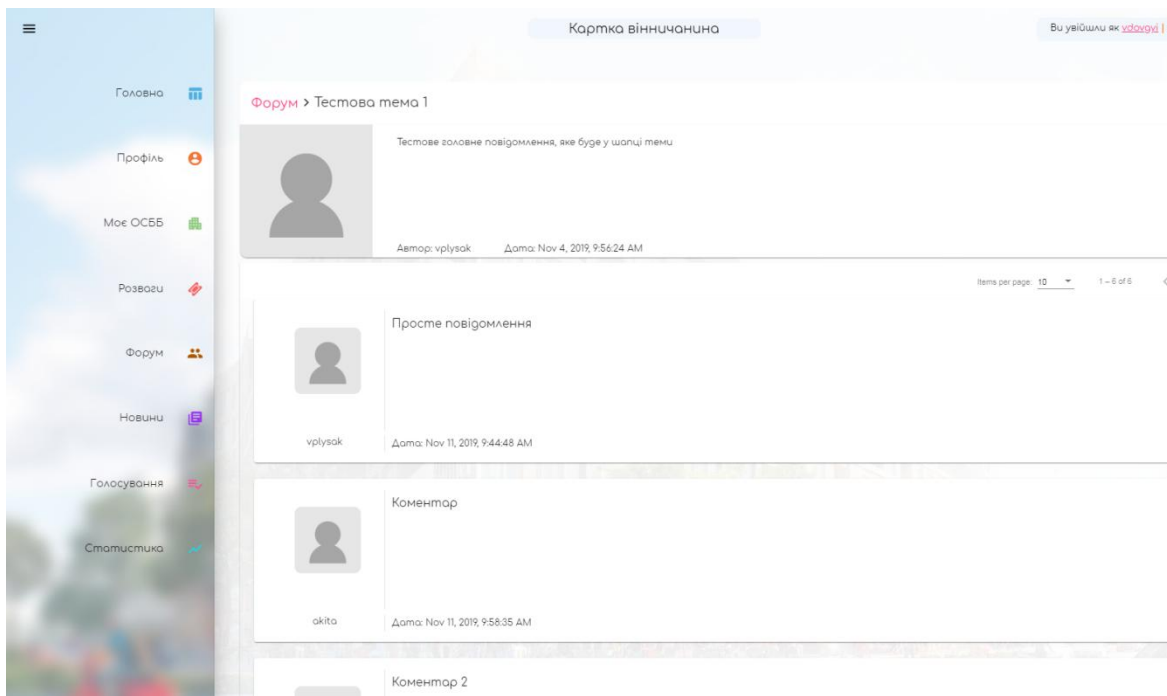 Картка вінничанина
Ви увійшли як vdovgyi |
Головна
Профіль
Моє ОСББ
Розваги
Форум
Новини
Голосування
Статистика
Форум > Тестова тема 1
Тестове головне повідомлення, яке буде у шапці теми
Автор: vplysak Дата: Nov 4, 2019, 9:56:24 AM
Items per page: 10 1 – 6 of 6
Просте повідомлення
vplysak Дата: Nov 11, 2019, 9:44:48 AM
Коментар
akita Дата: Nov 11, 2019, 9:58:35 AM
Коментар 2